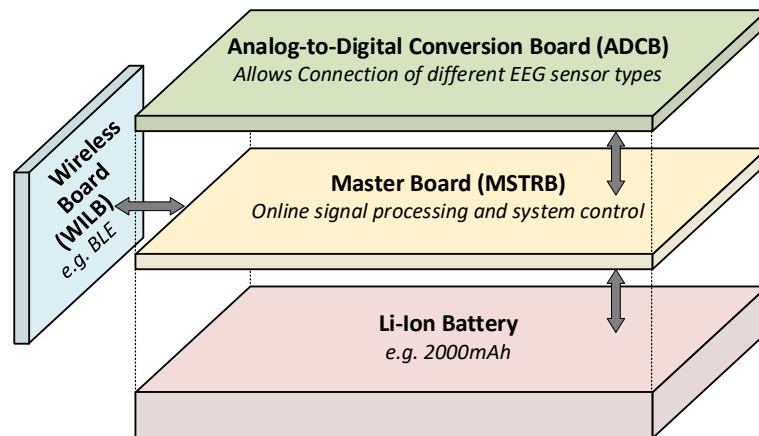 Analog-to-Digital Conversion Board (ADCB)
Allows Connection of different EEG sensor types
Wireless
Board
(WILB)
e.g. BLE
Master Board (MSTRB)
Online signal processing and system control
Li-Ion Battery
e.g. 2000mAh